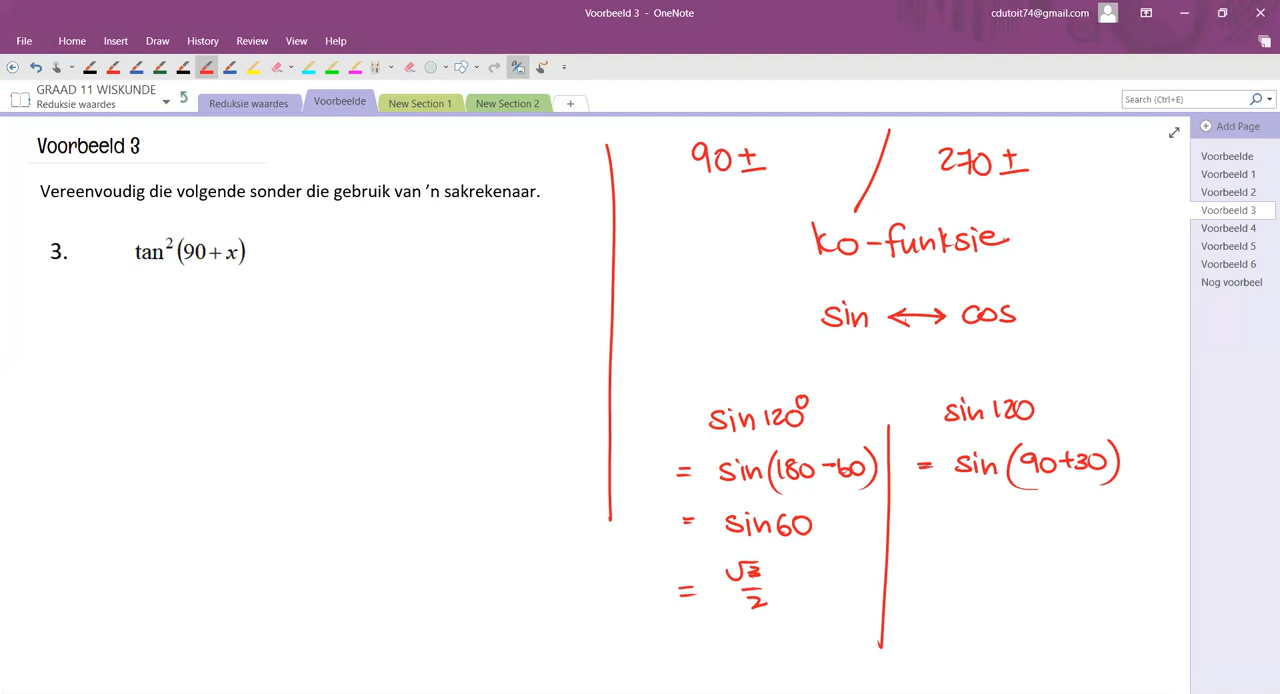 Voorbeeld 3 - OneNote
cdutoit74@gmail.com
File Home Insert Draw History Review View Help
GRAAD 11 WISKUNDE
Reduksie waardes
Reduksie waardes
Voorbeelde
New Section 1
New Section 2
+
Search (Ctrl+E)
Add Page
Voorbeelde
Voorbeeld 1
Voorbeeld 2
Voorbeeld 3
Voorbeeld 4
Voorbeeld 5
Voorbeeld 6
Nog voorbeel
Voorbeeld 3
Vereenvoudig die volgende sonder die gebruik van 'n sakrekenaar.
3. tan²(90+x)
90 ± / 270 ±
ko-funksie
sin ↔ cos
sin 120°
= sin(180-60)
= sin 60
= √3/2
sin 120
= sin(90+30)